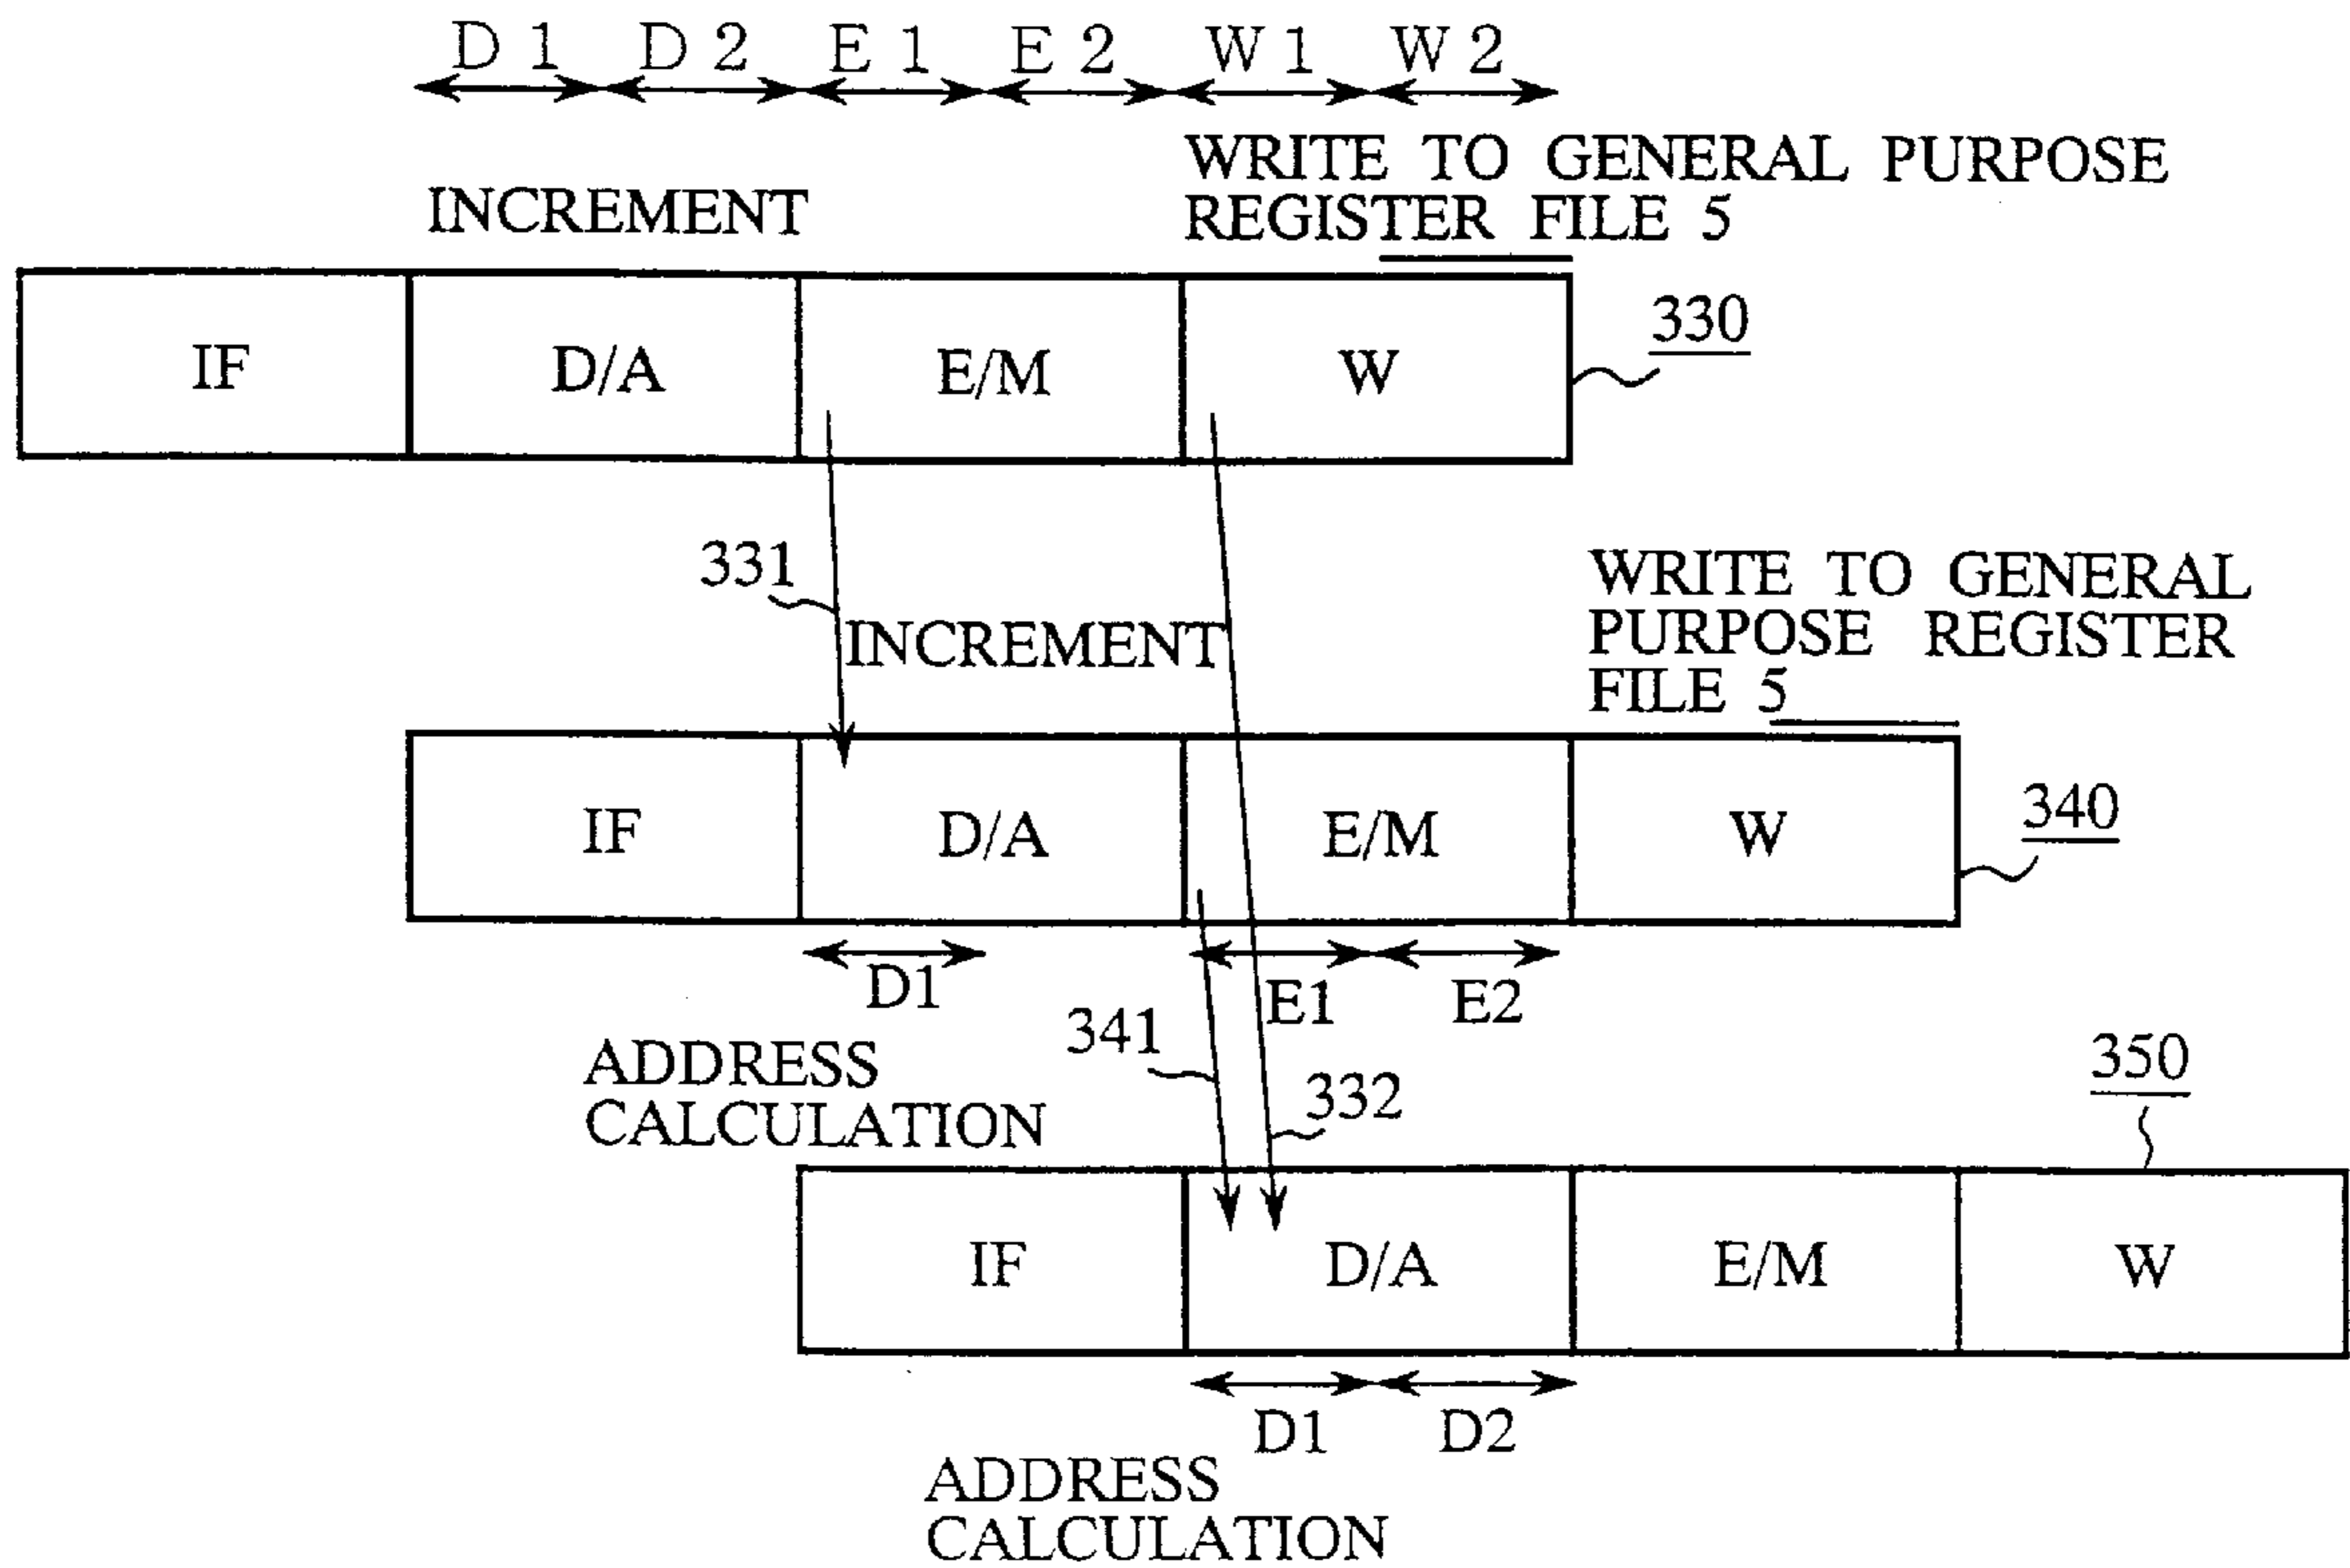 D 1 D 2 E 1 E 2 W 1 W 2
WRITE TO GENERAL PURPOSE
REGISTER FILE 5
INCREMENT
IF D/A E/M W
330
331
INCREMENT
WRITE TO GENERAL
PURPOSE REGISTER
FILE 5
IF D/A E/M W
340
D1 E1 E2
341
332
ADDRESS
CALCULATION
350
IF D/A E/M W
D1 D2
ADDRESS
CALCULATION